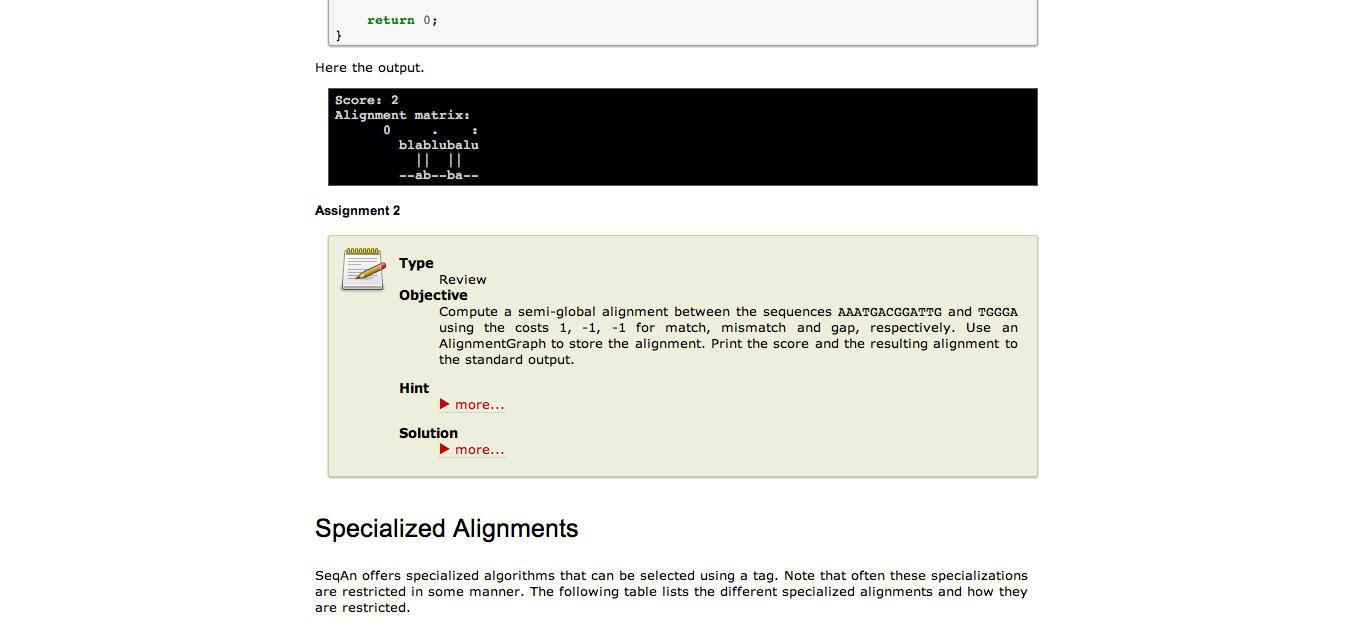 return 0;
}
Here the output.
Score: 2
Alignment matrix:
      0     .    :
        blablubalu
          ||  ||
        --ab--ba--
Assignment 2
Type
Review
Objective
Compute a semi-global alignment between the sequences AAATGACGGATTG and TGGGA
using the costs 1, -1, -1 for match, mismatch and gap, respectively. Use an
AlignmentGraph to store the alignment. Print the score and the resulting alignment to
the standard output.
Hint
▶ more...
Solution
▶ more...
Specialized Alignments
SeqAn offers specialized algorithms that can be selected using a tag. Note that often these specializations
are restricted in some manner. The following table lists the different specialized alignments and how they
are restricted.